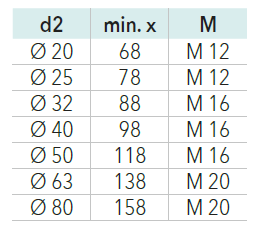 d2 min. x M
Ø 20 68 M 12
Ø 25 78 M 12
Ø 32 88 M 16
Ø 40 98 M 16
Ø 50 118 M 16
Ø 63 138 M 20
Ø 80 158 M 20